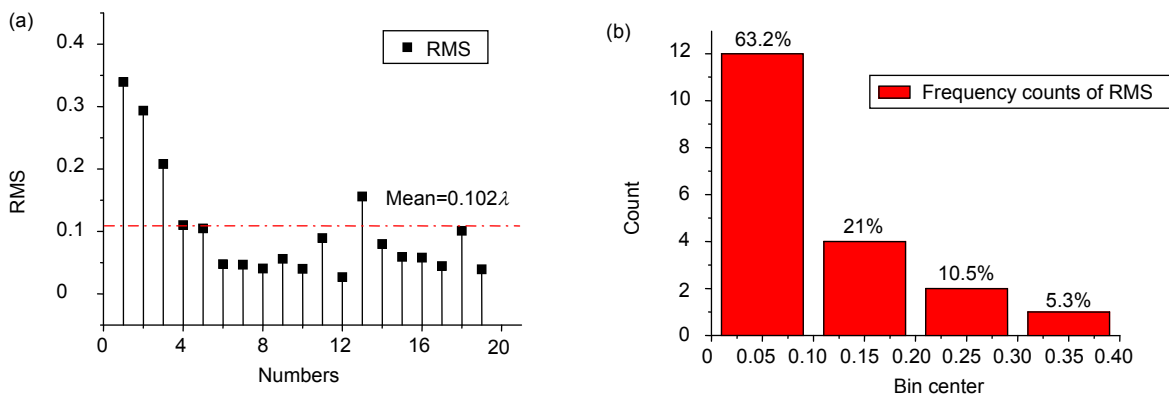 (a)
0.4
0.3
0.2
0.1
0
RMS
RMS
Mean=0.102λ
0 4 8 12 16 20
Numbers
(b)
12
10
8
6
4
2
0
Count
63.2%
21%
10.5%
5.3%
Frequency counts of RMS
0 0.05 0.10 0.15 0.20 0.25 0.30 0.35 0.40
Bin center